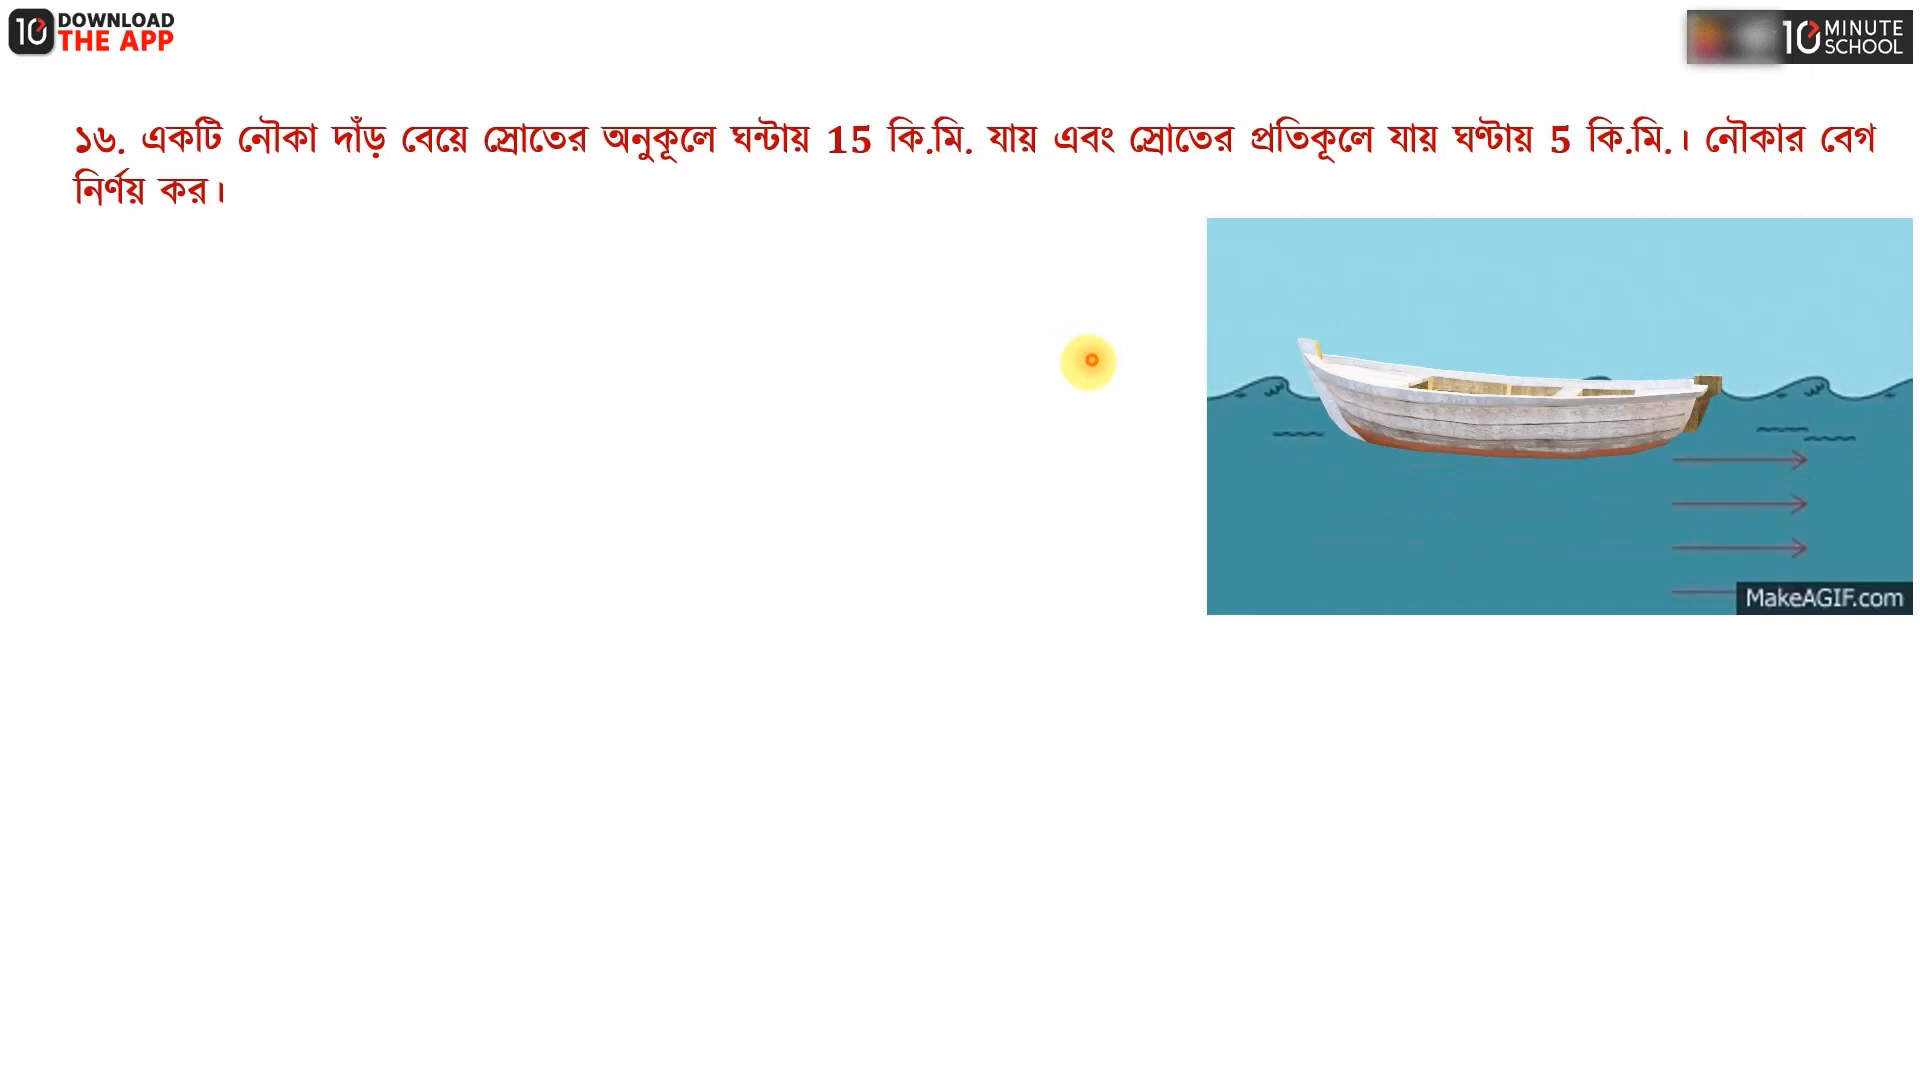 10 DOWNLOAD
THE APP
10 MINUTE
SCHOOL
১৬. একটি নৌকা দাঁড় বেয়ে স্রোতের অনুকূলে ঘন্টায় 15 কি.মি. যায় এবং স্রোতের প্রতিকূলে যায় ঘণ্টায় 5 কি.মি.। নৌকার বেগ
নির্ণয় কর।
MakeAGIF.com